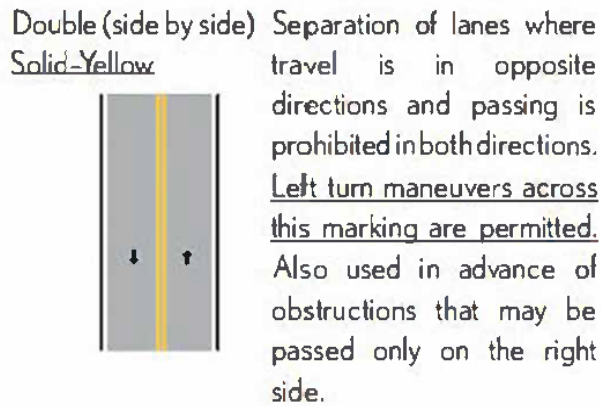 Double (side by side)
Solid-Yellow
Separation of lanes where
travel is in opposite
directions and passing is
prohibited in both directions.
Left turn maneuvers across
this marking are permitted.
Also used in advance of
obstructions that may be
passed only on the right
side.